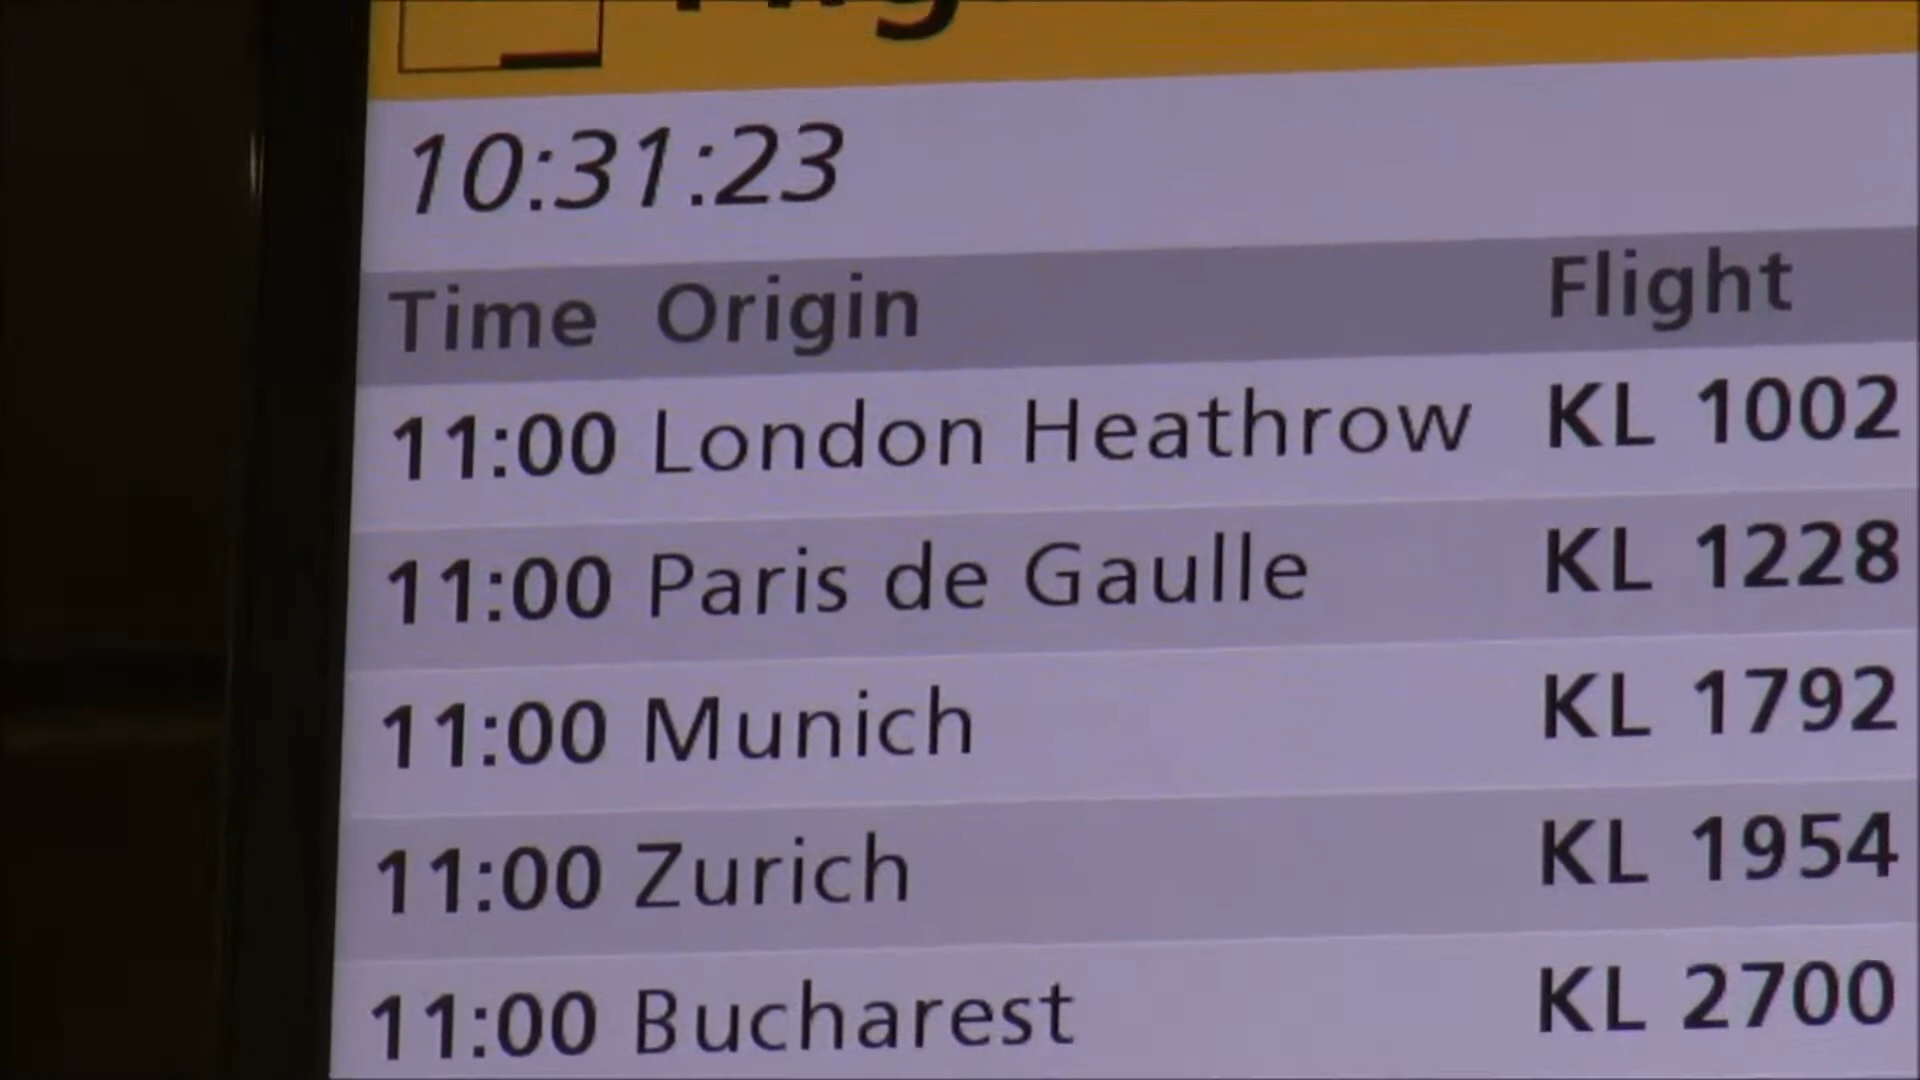 10:31:23
Time Origin Flight
11:00 London Heathrow KL 1002
11:00 Paris de Gaulle KL 1228
11:00 Munich KL 1792
11:00 Zurich KL 1954
11:00 Bucharest KL 2700